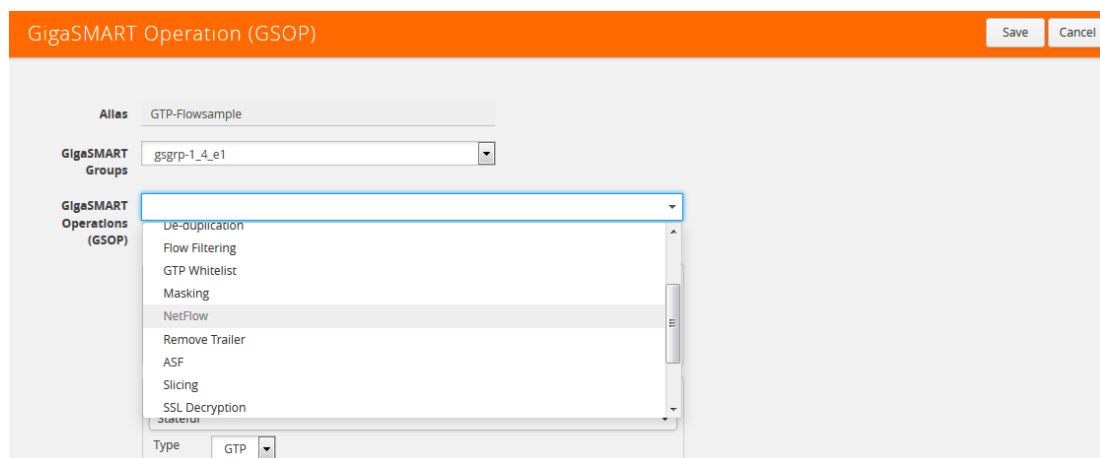 GigaSMART Operation (GSOP)
Save
Cancel
Alias
GTP-Flowsample
GigaSMART Groups
gsgrp-1_4_e1
GigaSMART Operations (GSOP)
De-duplication
Flow Filtering
GTP Whitelist
Masking
NetFlow
Remove Trailer
ASF
Slicing
SSL Decryption
Stateful
Type
GTP